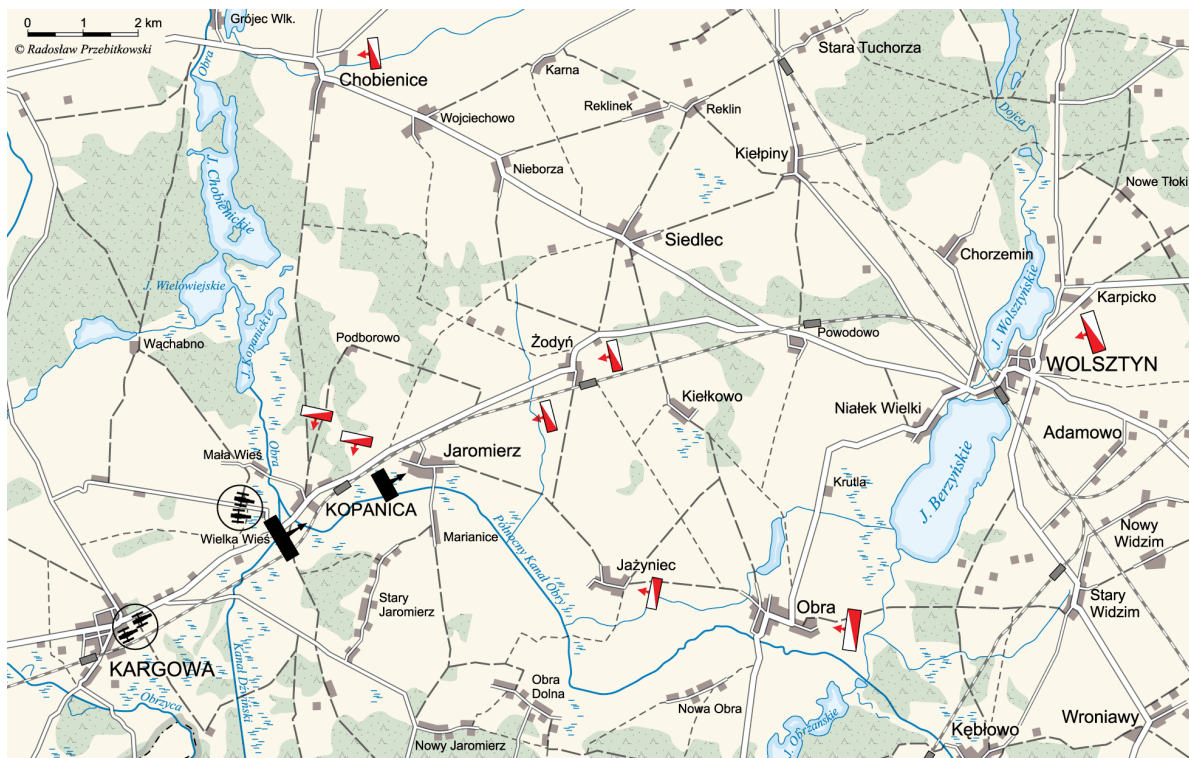 0 1 2 km
© Radosław Przebitkowski
Grójec Wlk.
Obra
Chobienice
Karna
Stara Tuchorza
Wojciechowo
Reklinek
Reklin
Dojca
Nieborza
Kiełpiny
J. Chobienickie
Nowe Tłoki
Siedlec
Chorzemin
J. Wielowiejskie
J. Wolsztyńskie
Karpicko
J. Kopanickie
Wąchabno
Podborowo
Żodyń
Powodowo
WOLSZTYN
Kiełkowo
Niałek Wielki
Adamowo
Obra
Mała Wieś
Jaromierz
Krutla
J. Berzyńskie
KOPANICA
Wielka Wieś
Marianice
Północny Kanał Obry
Nowy
Widzim
Jażyniec
Stary
Jaromierz
Obra
Stary
Widzim
KARGOWA
Kanał Dźwiński
Obrzyca
Obra
Dolna
Nowa Obra
J. Obrzańskie
Wroniawy
Nowy Jaromierz
Kębłowo